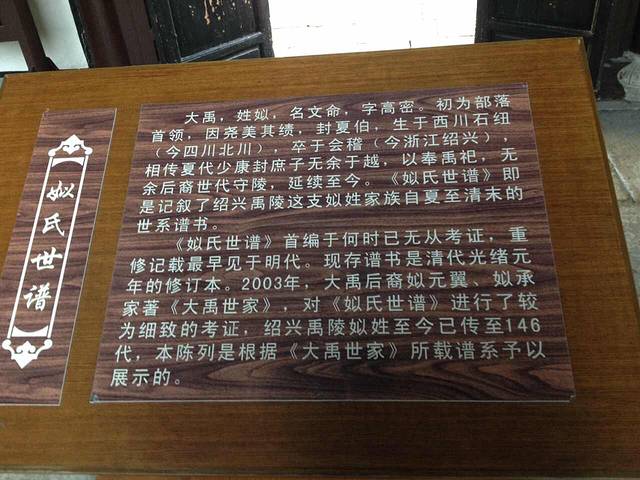 姒氏世谱
大禹，姓姒，名文命，字高密。初为部落
首领，因尧美其绩，封夏伯，生于西川石纽
（今四川北川），卒于会稽（今浙江绍兴），
相传夏代少康封庶子无余于越，以奉禹祀，无
余后裔世代守陵，延续至今。《姒氏世谱》即
是记叙了绍兴禹陵这支姒姓家族自夏至清末的
世系谱书。
《姒氏世谱》首编于何时已无从考证，重
修记载最早见于明代。现存谱书是清代光绪元
年的修订本。2003年，大禹后裔姒元翼、姒承
家著《大禹世家》，对《姒氏世谱》进行了较
为细致的考证，绍兴禹陵姒姓至今已传至146
代，本陈列是根据《大禹世家》所载谱系予以
展示的。